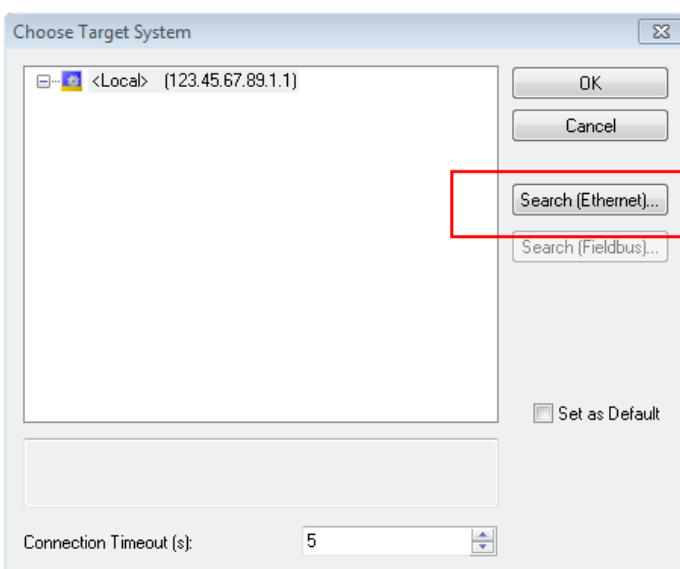 Choose Target System
<Local> (123.45.67.89.1.1)
OK
Cancel
Search (Ethernet)...
Search (Fieldbus)...
Set as Default
Connection Timeout (s):
5